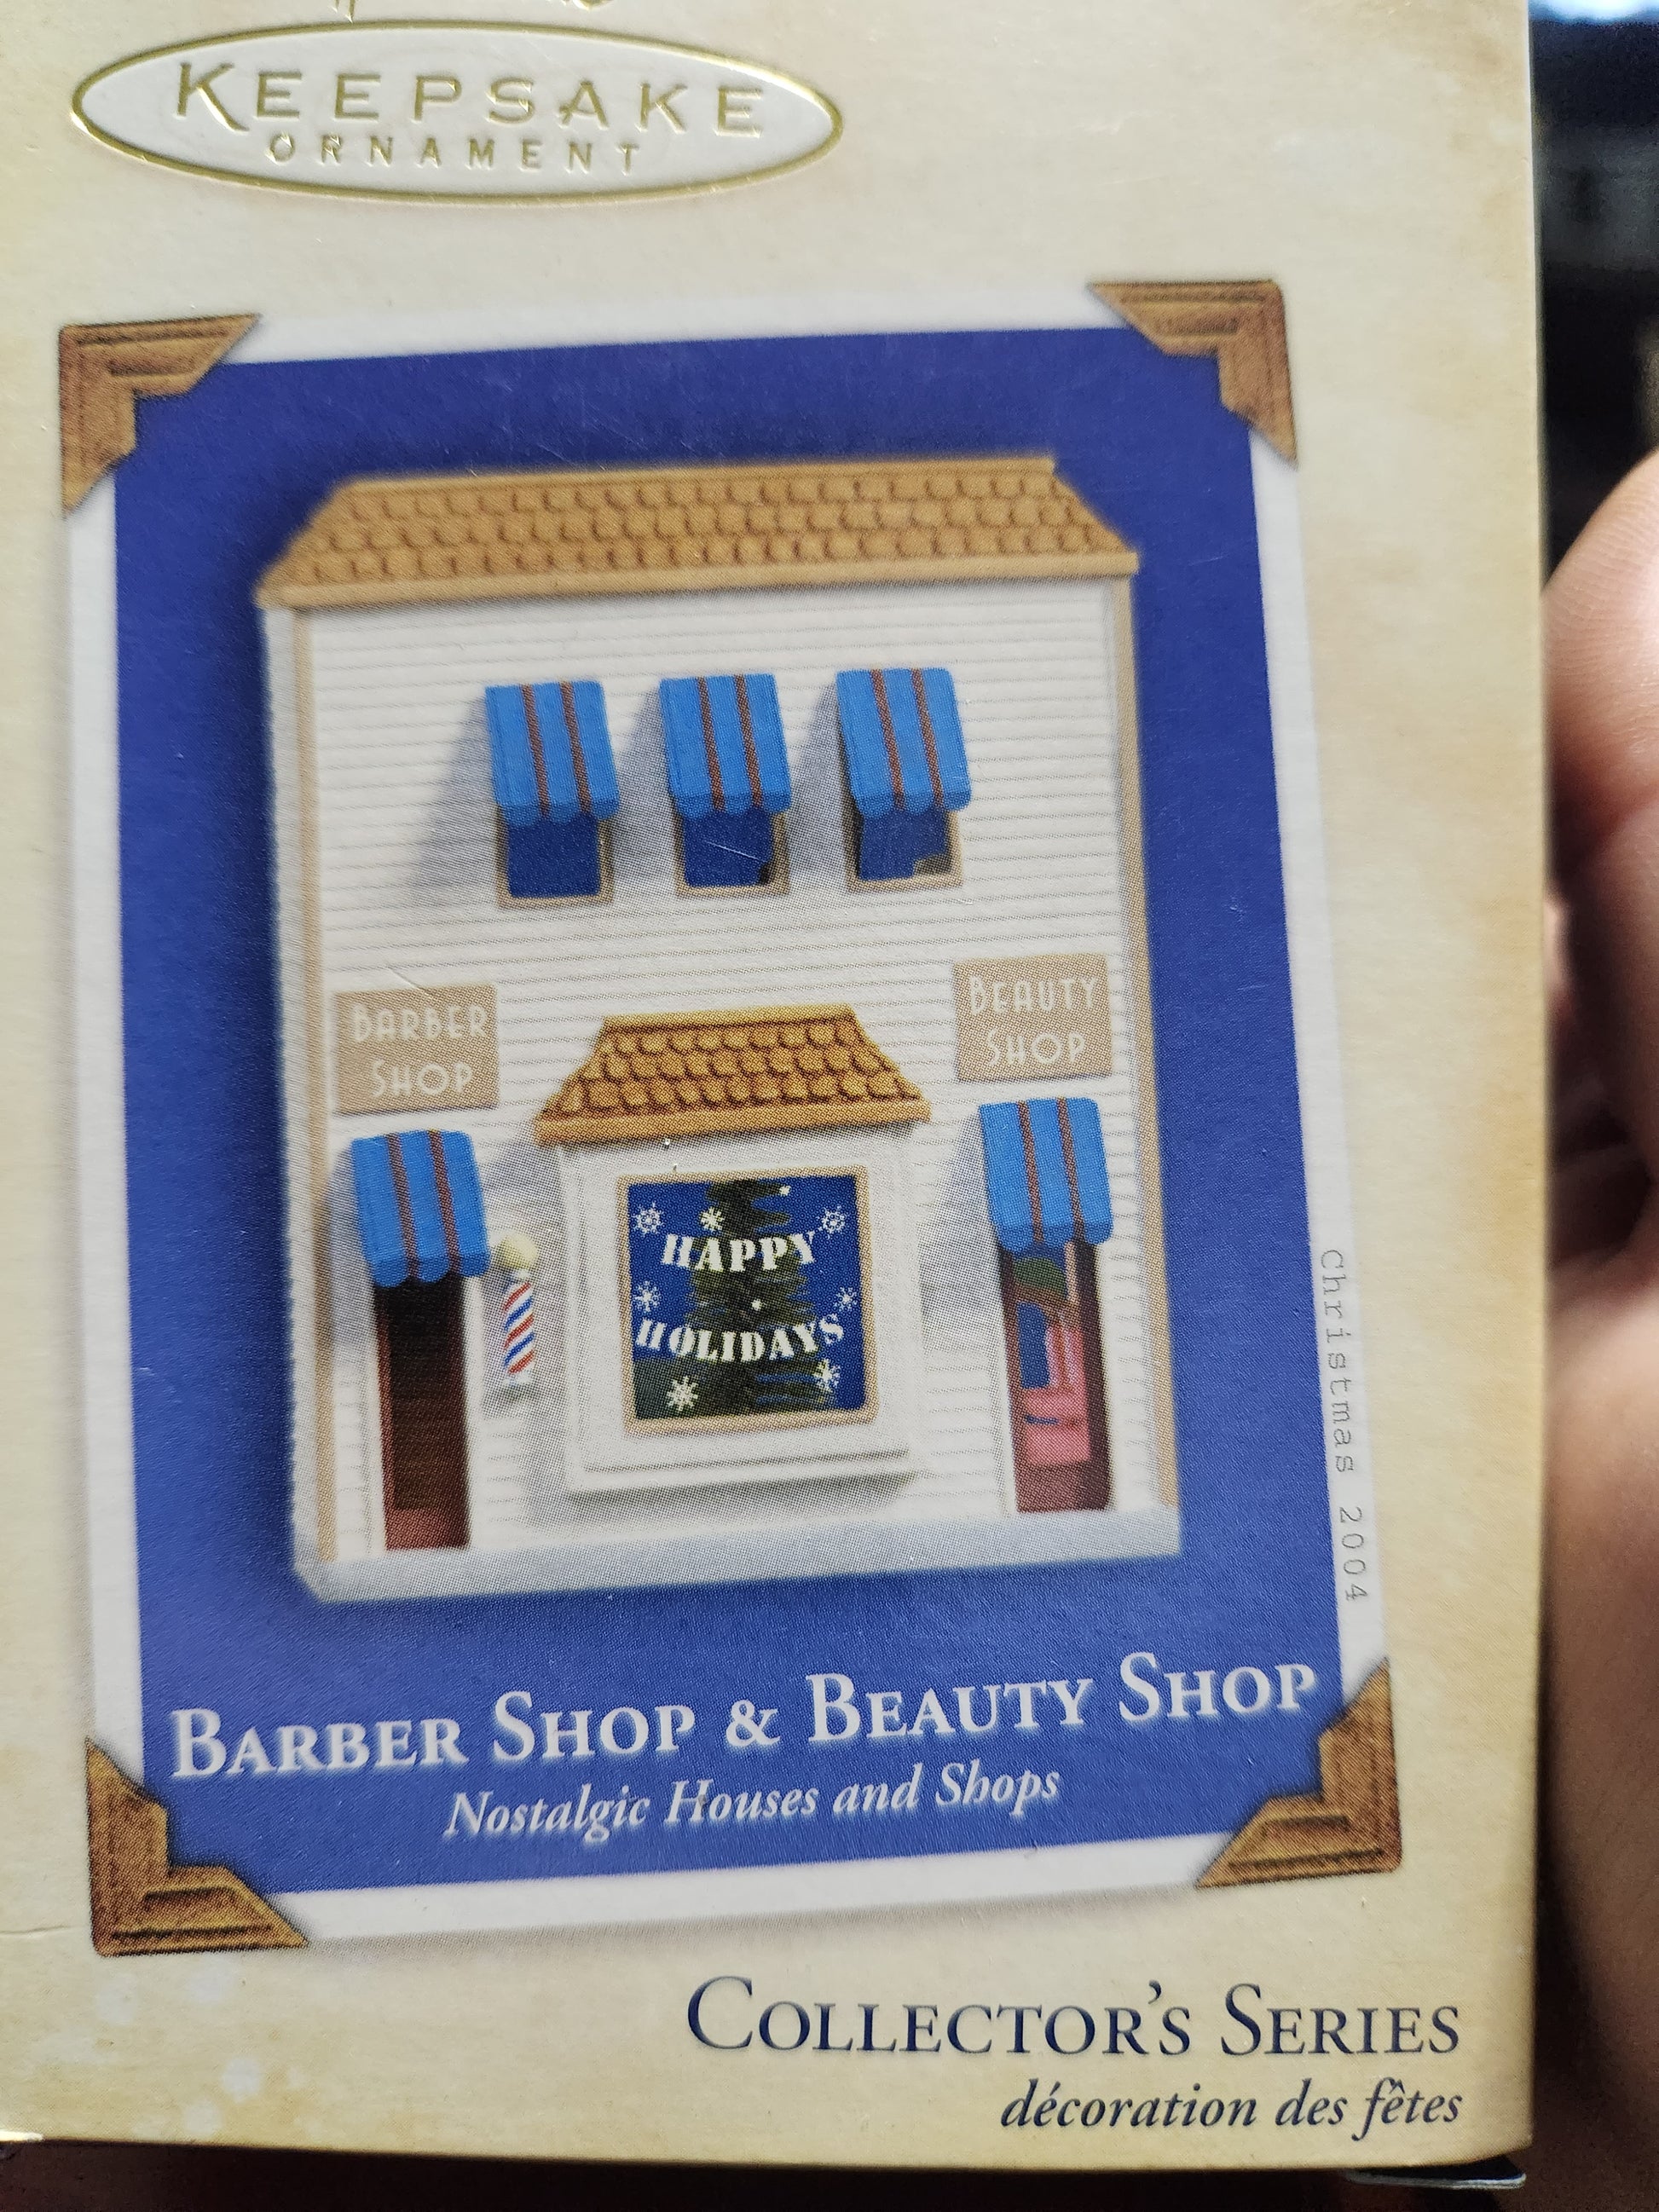 KEEPSAKE
ORNAMENT
BARBER
SHOP
BEAUTY
SHOP
HAPPY
HOLIDAYS
Christmas 2004
BARBER SHOP & BEAUTY SHOP
Nostalgic Houses and Shops
COLLECTOR'S SERIES
décoration des fêtes